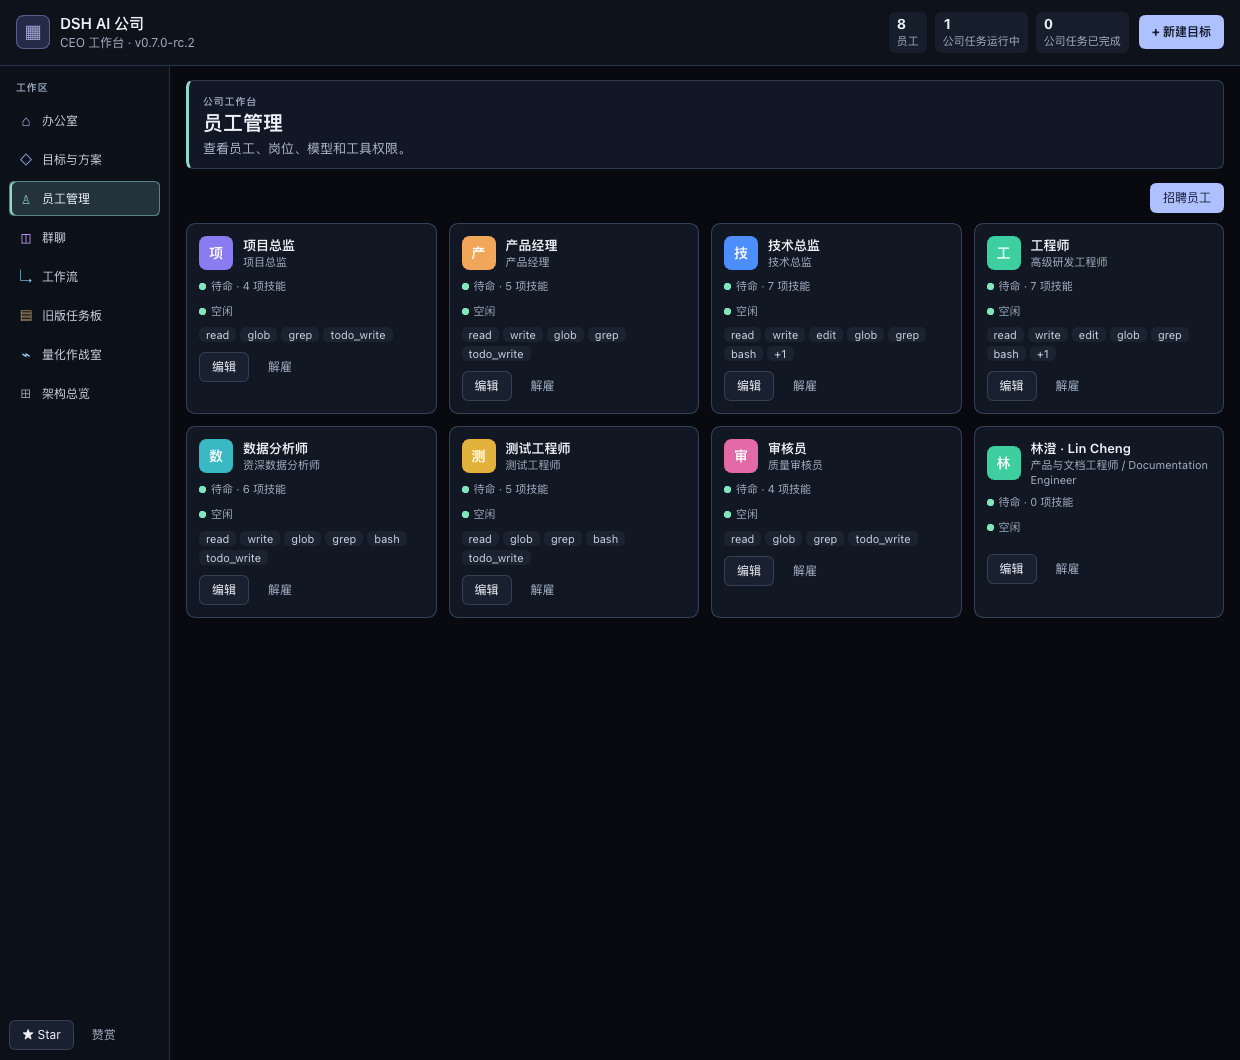 DSH AI 公司
CEO 工作台 · v0.7.0-rc.2
8
员工
1
公司任务运行中
0
公司任务已完成
+ 新建目标
工作区
办公室
目标与方案
员工管理
群聊
工作流
旧版任务板
量化作战室
架构总览
★ Star
赞赏
公司工作台
员工管理
查看员工、岗位、模型和工具权限。
招聘员工
项
项目总监
项目总监
待命 · 4 项技能
空闲
read glob grep todo_write
编辑 解雇
产
产品经理
产品经理
待命 · 5 项技能
空闲
read write glob grep
todo_write
编辑 解雇
技
技术总监
技术总监
待命 · 7 项技能
空闲
read write edit glob grep
bash +1
编辑 解雇
工
工程师
高级研发工程师
待命 · 7 项技能
空闲
read write edit glob grep
bash +1
编辑 解雇
数
数据分析师
资深数据分析师
待命 · 6 项技能
空闲
read write glob grep bash
todo_write
编辑 解雇
测
测试工程师
测试工程师
待命 · 5 项技能
空闲
read glob grep bash
todo_write
编辑 解雇
审
审核员
质量审核员
待命 · 4 项技能
空闲
read glob grep todo_write
编辑 解雇
林
林澄 · Lin Cheng
产品与文档工程师 / Documentation
Engineer
待命 · 0 项技能
空闲
编辑 解雇